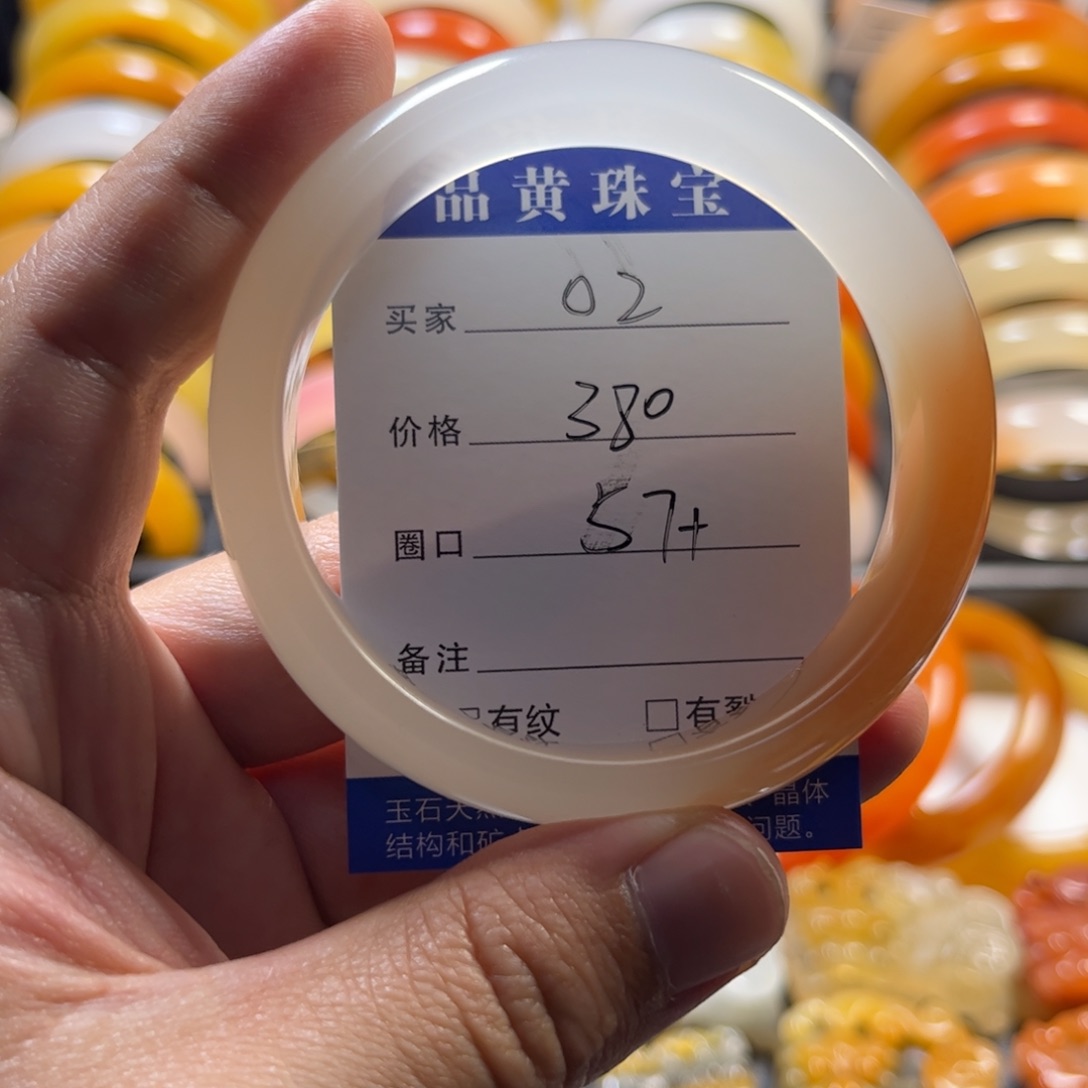 品黄珠宝
买家 02
价格 380
圈口 57+
备注
有纹 □有裂
玉石天 晶体
结构和矿 问题。